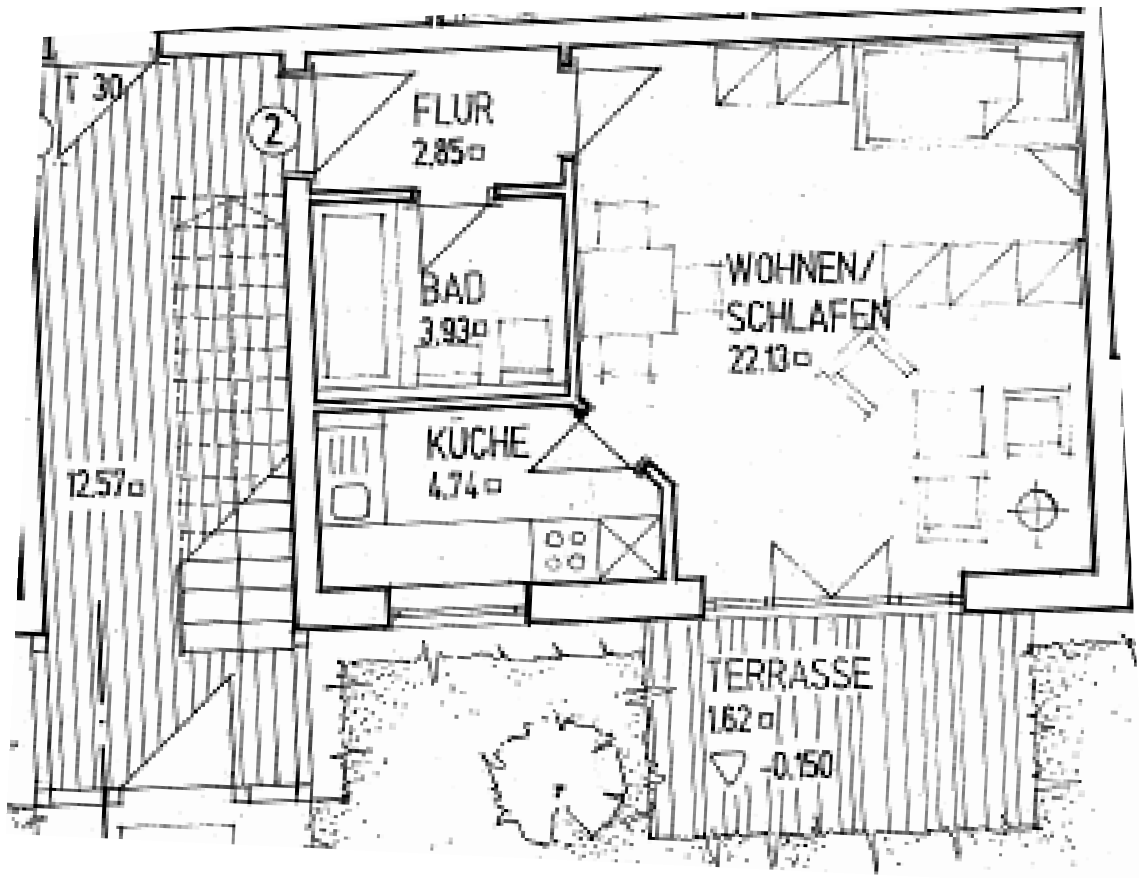 T 30
2
FLUR
2.85□
BAD
3.93□
WOHNEN/
SCHLAFEN
22.13□
KÜCHE
4.74□
12.57□
TERRASSE
1.62□
-0.150